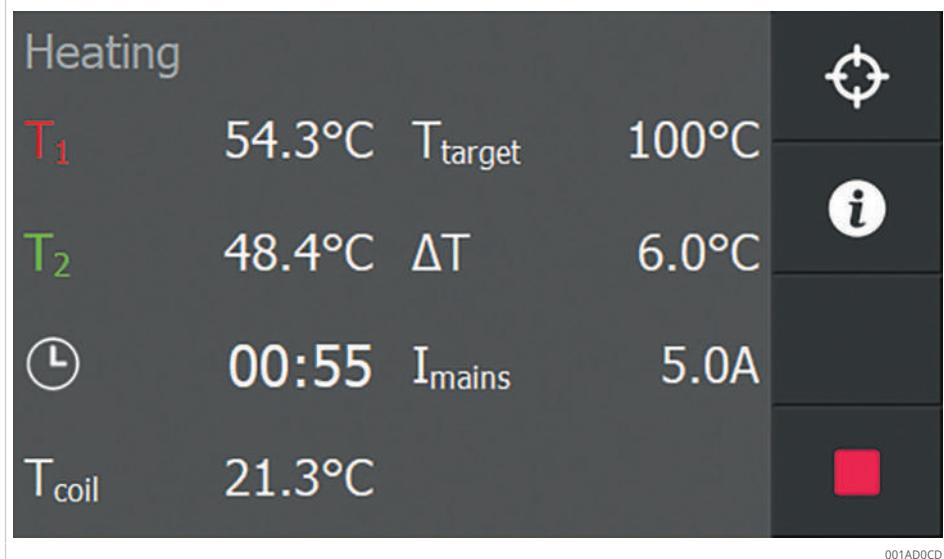 Heating
T1 54.3°C Ttarget 100°C
T2 48.4°C ΔT 6.0°C
00:55 Imains 5.0A
Tcoil 21.3°C
i
001AD0CD